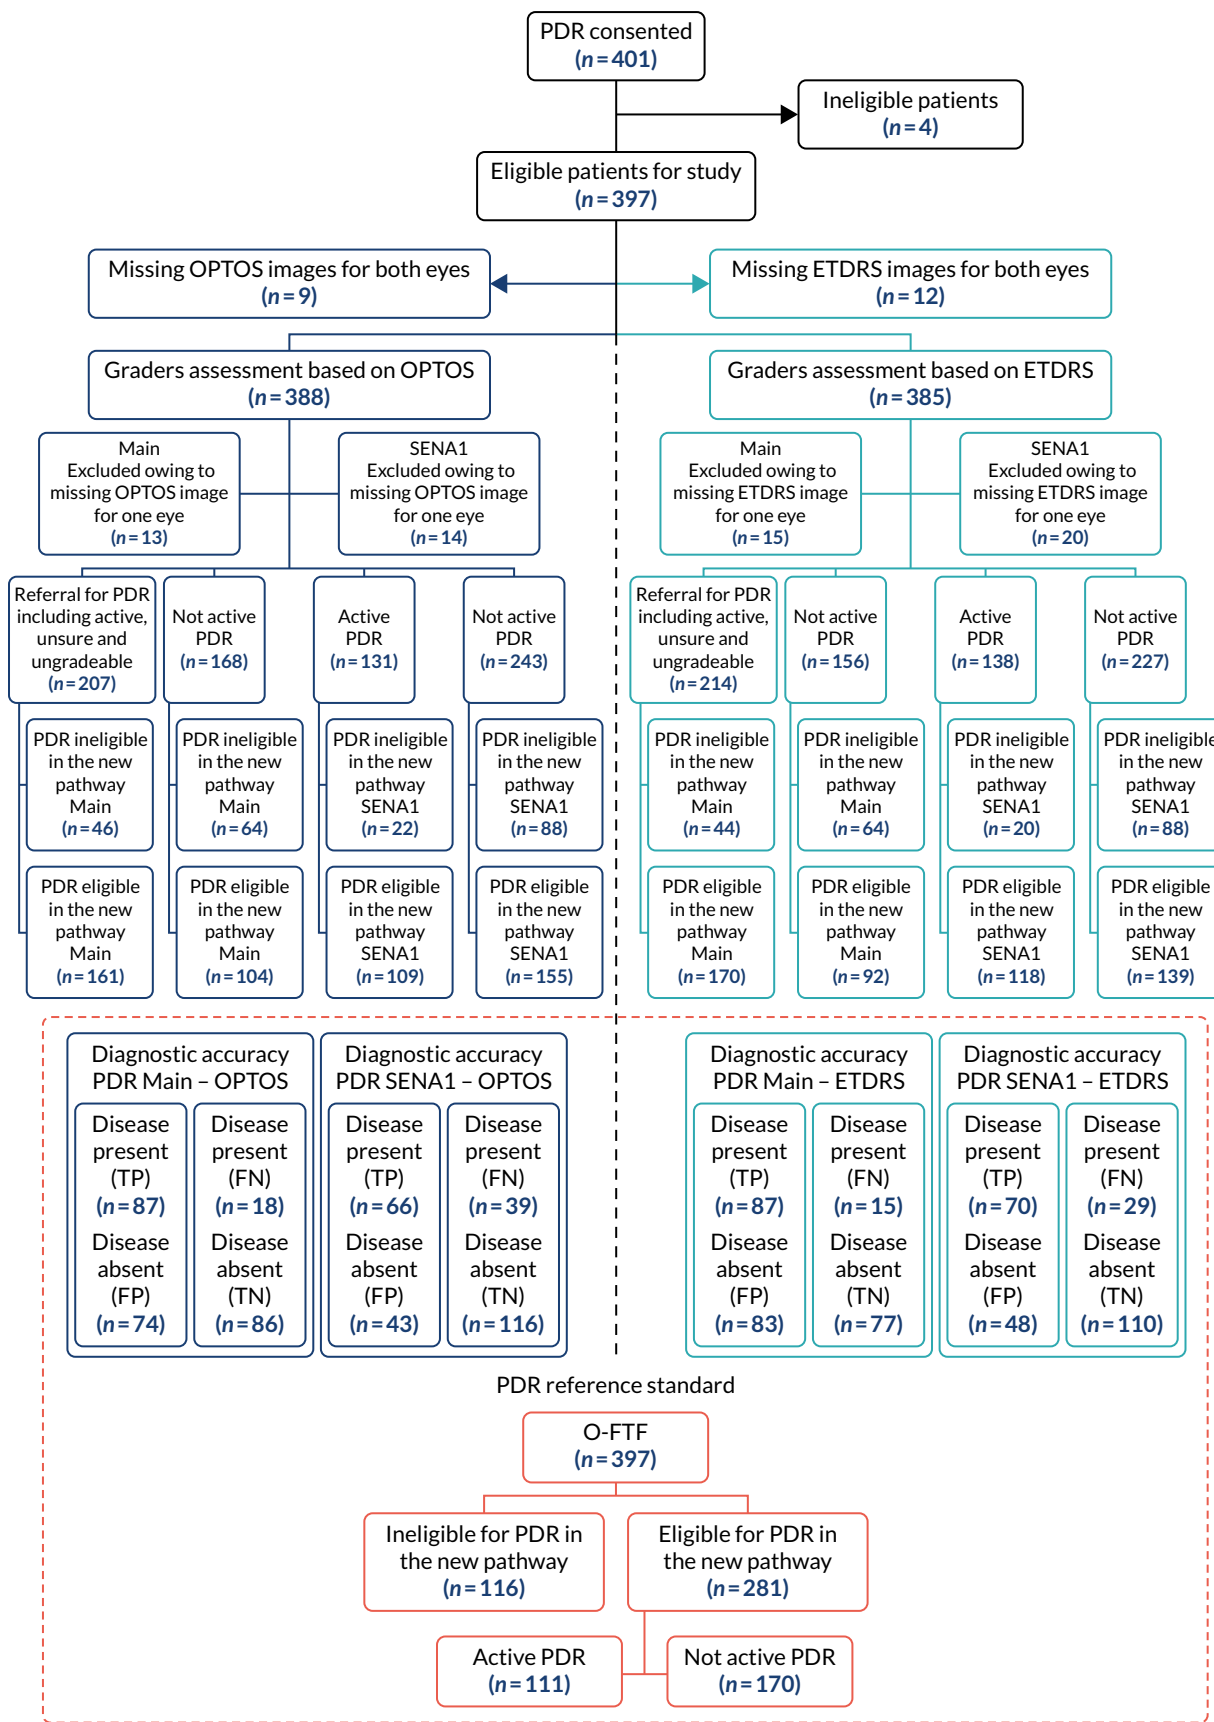 PDR consented
(n=401)
Ineligible patients
(n=4)
Eligible patients for study
(n=397)
Missing OPTOS images for both eyes
(n=9)
Missing ETDRS images for both eyes
(n=12)
Graders assessment based on OPTOS
(n=388)
Graders assessment based on ETDRS
(n=385)
Main
Excluded owing to
missing OPTOS image
for one eye
(n=13)
SENA1
Excluded owing to
missing OPTOS image
for one eye
(n=14)
Main
Excluded owing to
missing ETDRS image
for one eye
(n=15)
SENA1
Excluded owing to
missing ETDRS image
for one eye
(n=20)
Referral for PDR
including active,
unsure and
ungradeable
(n=207)
Not active
PDR
(n=168)
Active
PDR
(n=131)
Not active
PDR
(n=243)
Referral for PDR
including active,
unsure and
ungradeable
(n=214)
Not active
PDR
(n=156)
Active
PDR
(n=138)
Not active
PDR
(n=227)
PDR ineligible
in the new
pathway
Main
(n=46)
PDR ineligible
in the new
pathway
Main
(n=64)
PDR ineligible
in the new
pathway
SENA1
(n=22)
PDR ineligible
in the new
pathway
SENA1
(n=88)
PDR ineligible
in the new
pathway
Main
(n=44)
PDR ineligible
in the new
pathway
Main
(n=64)
PDR ineligible
in the new
pathway
SENA1
(n=20)
PDR ineligible
in the new
pathway
SENA1
(n=88)
PDR eligible
in the new
pathway
Main
(n=161)
PDR eligible
in the new
pathway
Main
(n=104)
PDR eligible
in the new
pathway
SENA1
(n=109)
PDR eligible
in the new
pathway
SENA1
(n=155)
PDR eligible
in the new
pathway
Main
(n=170)
PDR eligible
in the new
pathway
Main
(n=92)
PDR eligible
in the new
pathway
SENA1
(n=118)
PDR eligible
in the new
pathway
SENA1
(n=139)
Diagnostic accuracy
PDR Main – OPTOS
Disease
present
(TP)
(n=87)
Disease
absent
(FP)
(n=74)
Disease
present
(FN)
(n=18)
Disease
absent
(TN)
(n=86)
Diagnostic accuracy
PDR SENA1 – OPTOS
Disease
present
(TP)
(n=66)
Disease
absent
(FP)
(n=43)
Disease
present
(FN)
(n=39)
Disease
absent
(TN)
(n=116)
Diagnostic accuracy
PDR Main – ETDRS
Disease
present
(TP)
(n=87)
Disease
absent
(FP)
(n=83)
Disease
present
(FN)
(n=15)
Disease
absent
(TN)
(n=77)
Diagnostic accuracy
PDR SENA1 – ETDRS
Disease
present
(TP)
(n=70)
Disease
absent
(FP)
(n=48)
Disease
present
(FN)
(n=29)
Disease
absent
(TN)
(n=110)
PDR reference standard
O-FTF
(n=397)
Ineligible for PDR in
the new pathway
(n=116)
Eligible for PDR in
the new pathway
(n=281)
Active PDR
(n=111)
Not active PDR
(n=170)